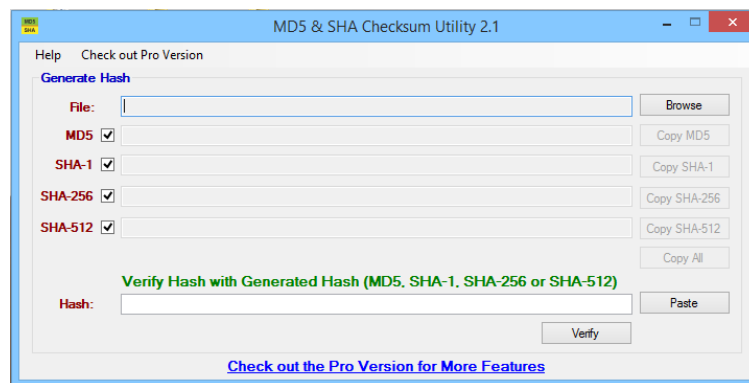 MD5
SHA
MD5 & SHA Checksum Utility 2.1
Help Check out Pro Version
Generate Hash
File: Browse
MD5 Copy MD5
SHA-1 Copy SHA-1
SHA-256 Copy SHA-256
SHA-512 Copy SHA-512
Copy All
Verify Hash with Generated Hash (MD5, SHA-1, SHA-256 or SHA-512)
Hash: Paste
Verify
Check out the Pro Version for More Features